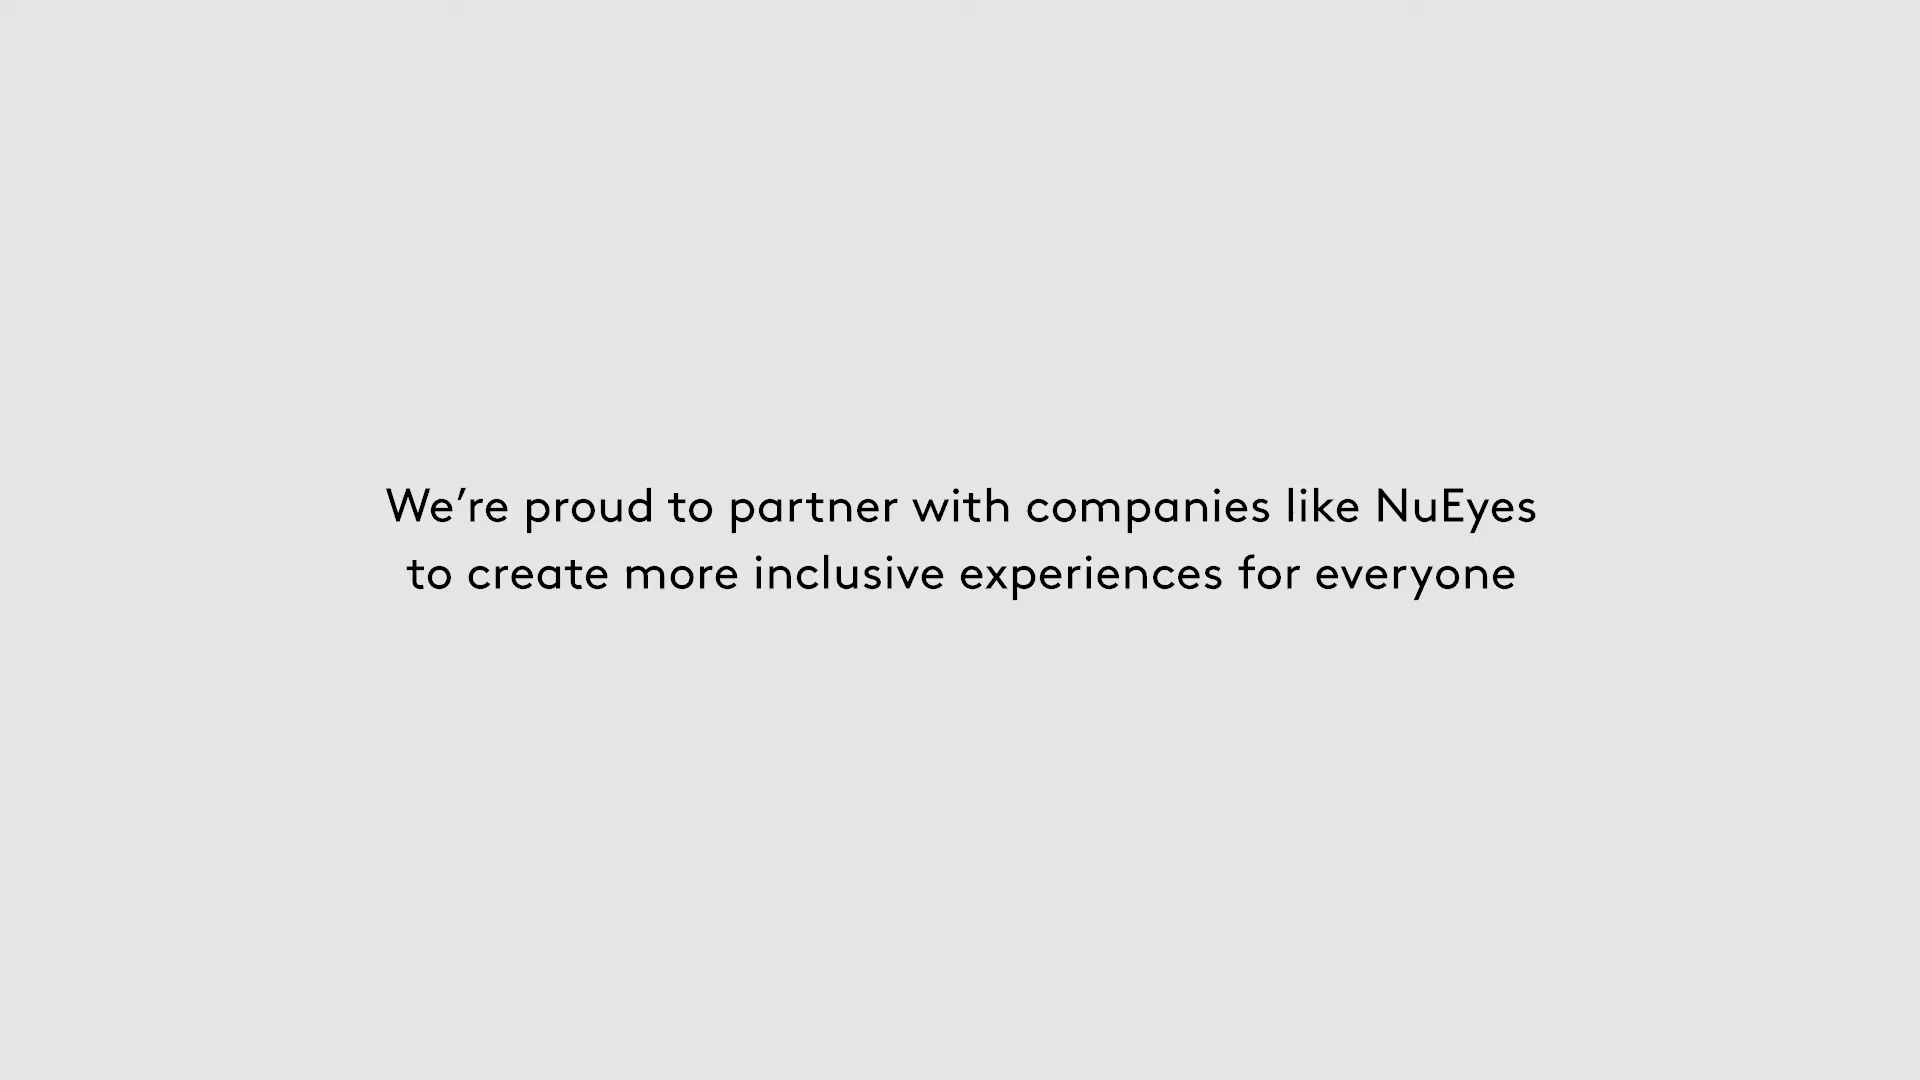 We’re proud to partner with companies like NuEyes
to create more inclusive experiences for everyone